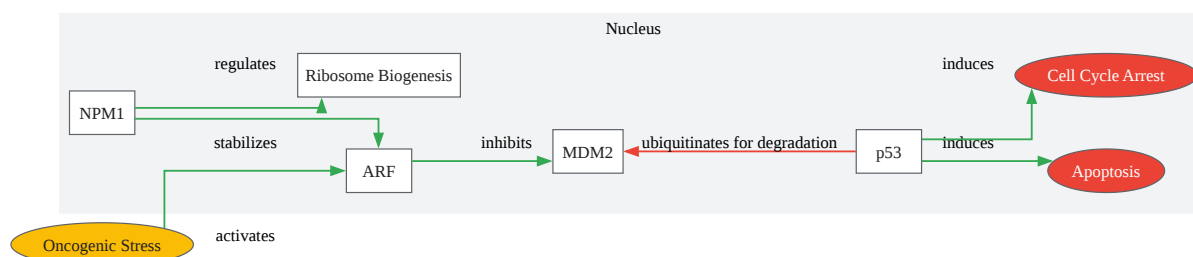 Nucleus
regulates
induces
Ribosome Biogenesis
Cell Cycle Arrest
NPM1
stabilizes
inhibits
ubiquitinates for degradation
induces
MDM2
p53
ARF
Apoptosis
activates
Oncogenic Stress